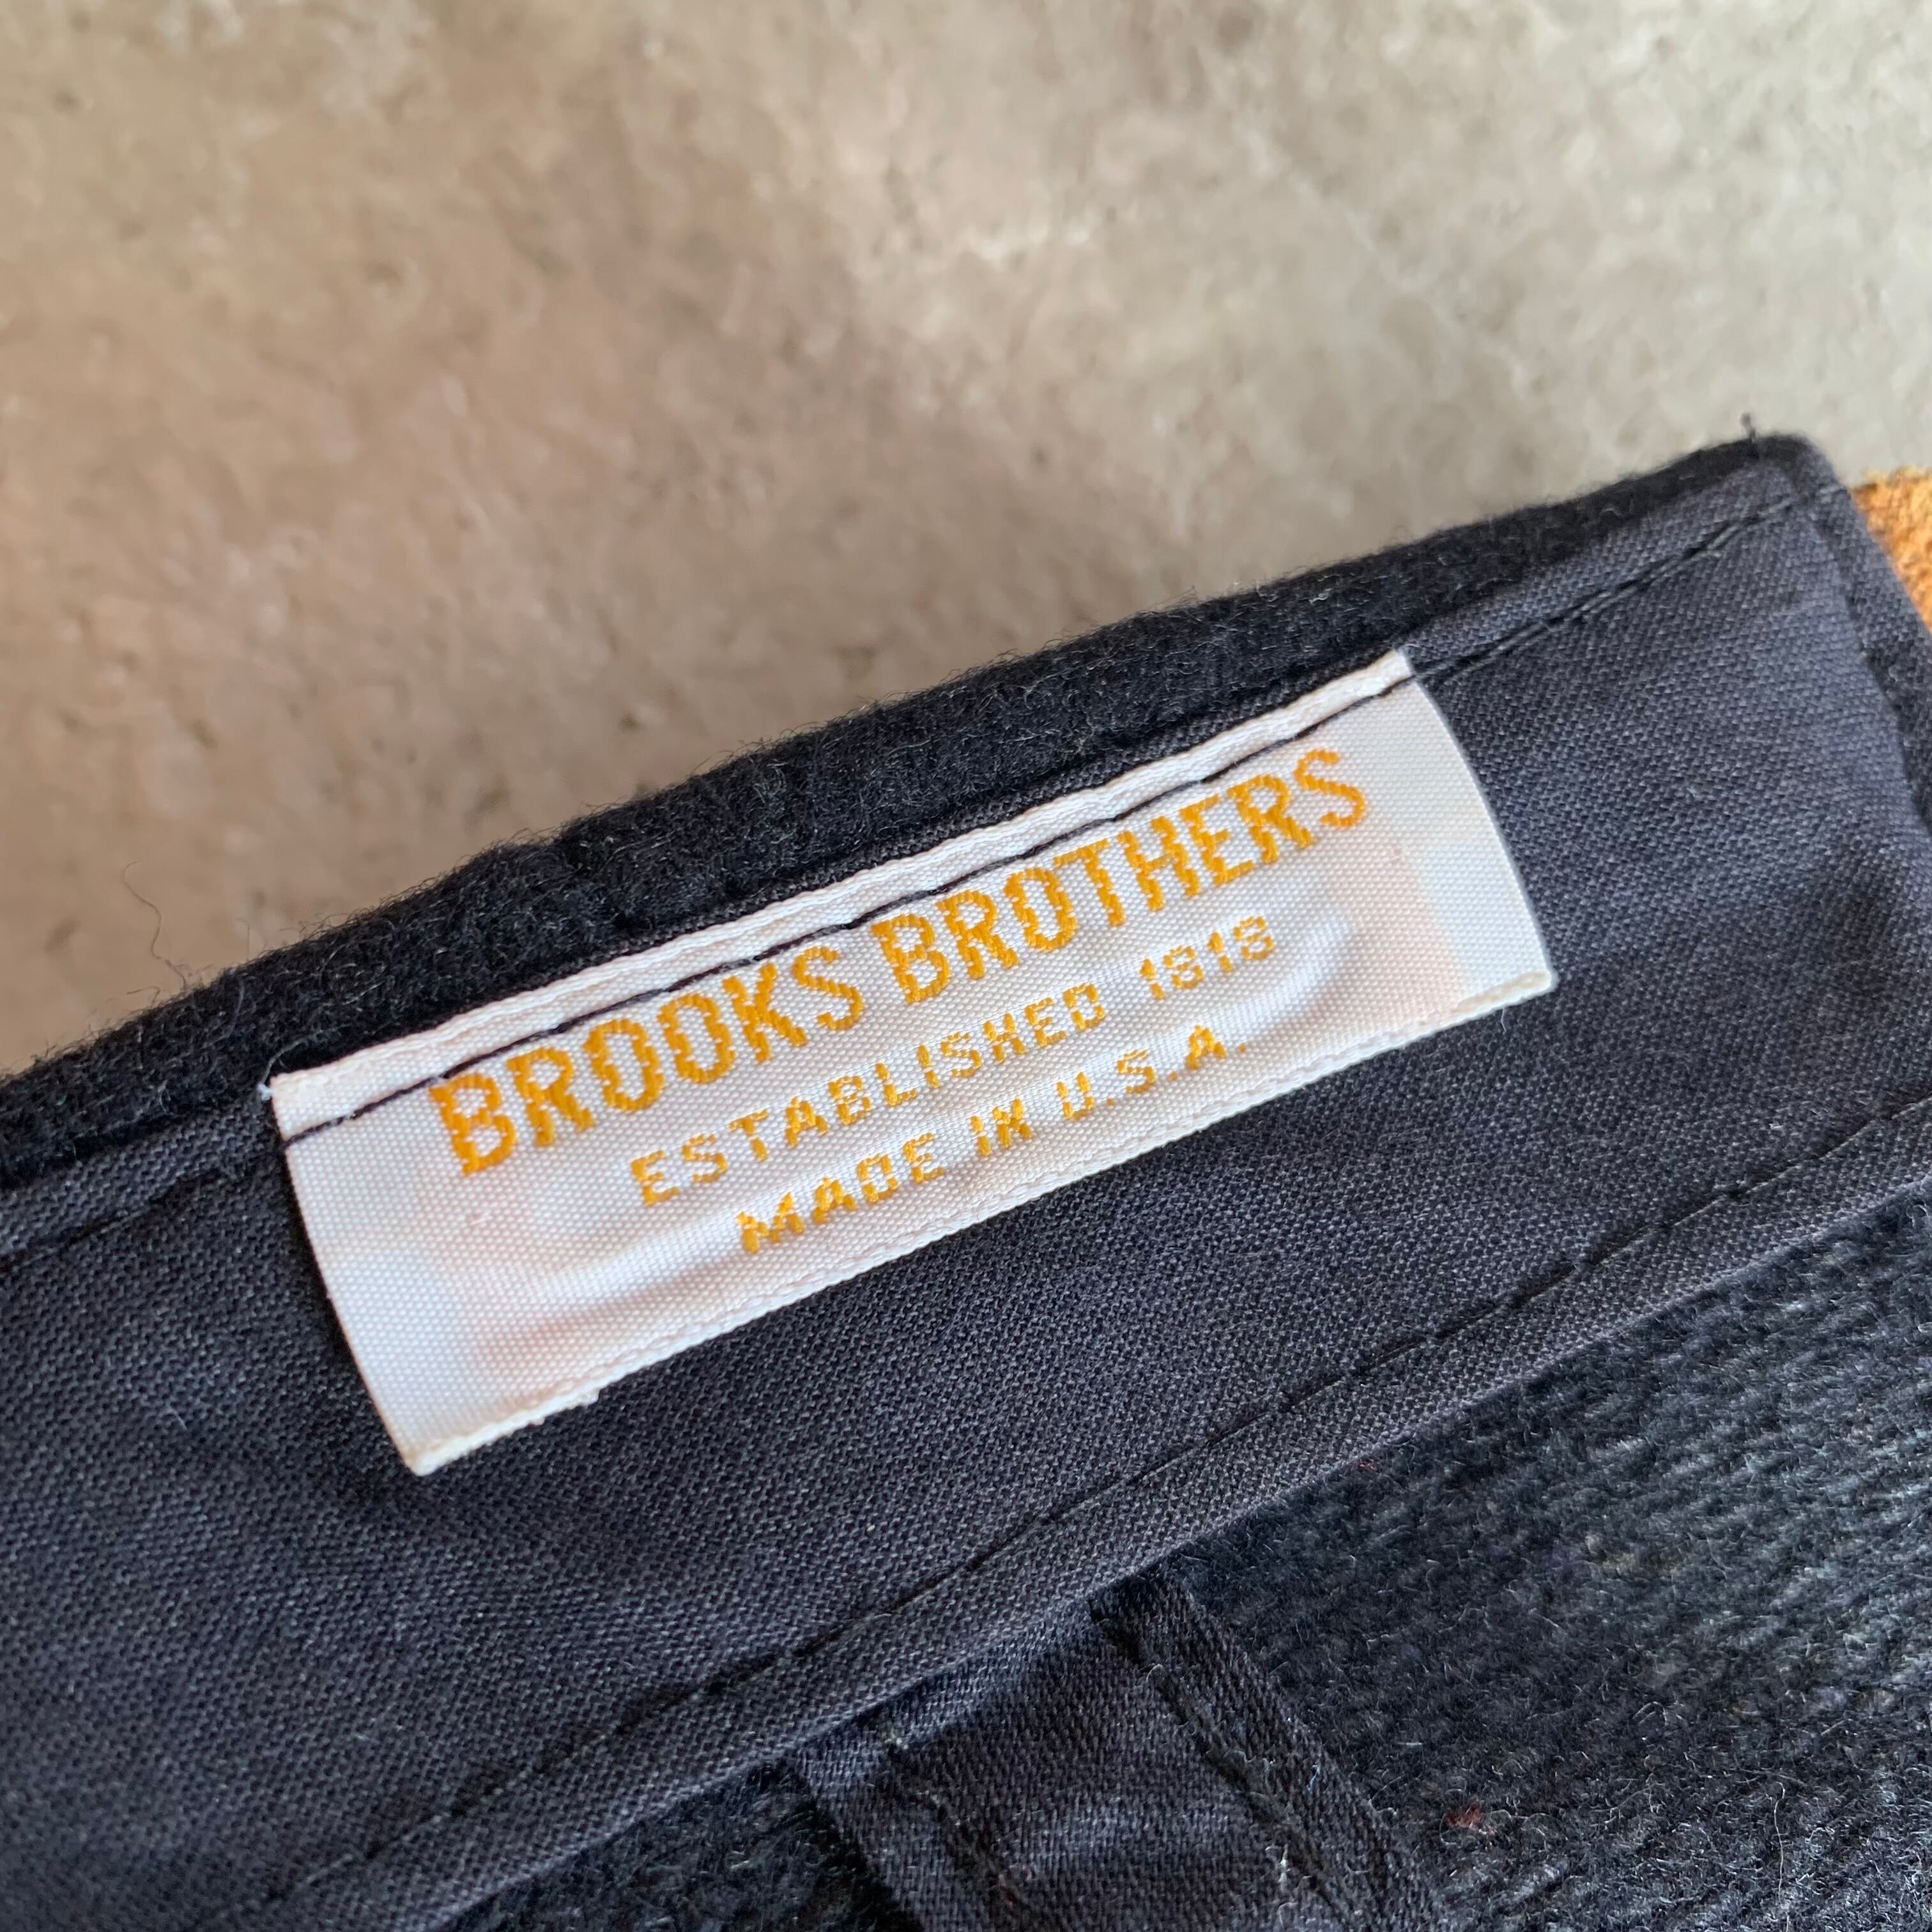 BROOKS BROTHERS
ESTABLISHED 1818
MADE IN U.S.A.